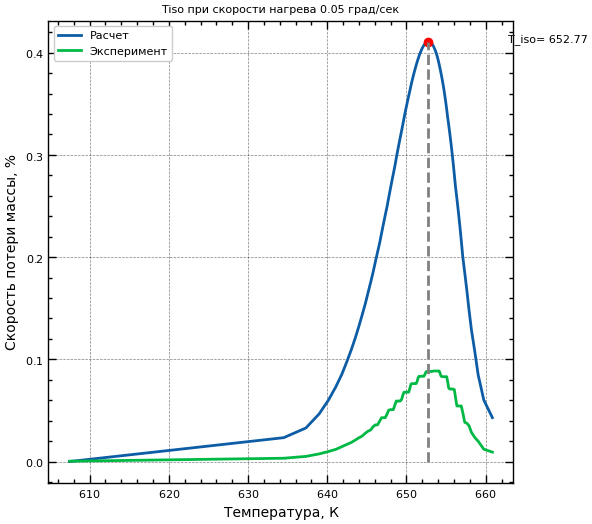 Tiso при скорости нагрева 0.05 град/сек
T_iso= 652.77
Расчет
Эксперимент
Скорость потери массы, %
0.4
0.3
0.2
0.1
0.0
610 620 630 640 650 660
Температура, К